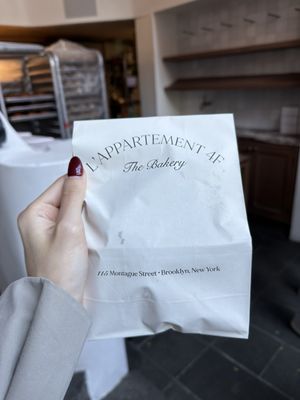 L'APPARTEMENT 4F
The Bakery
115 Montague Street • Brooklyn, New York